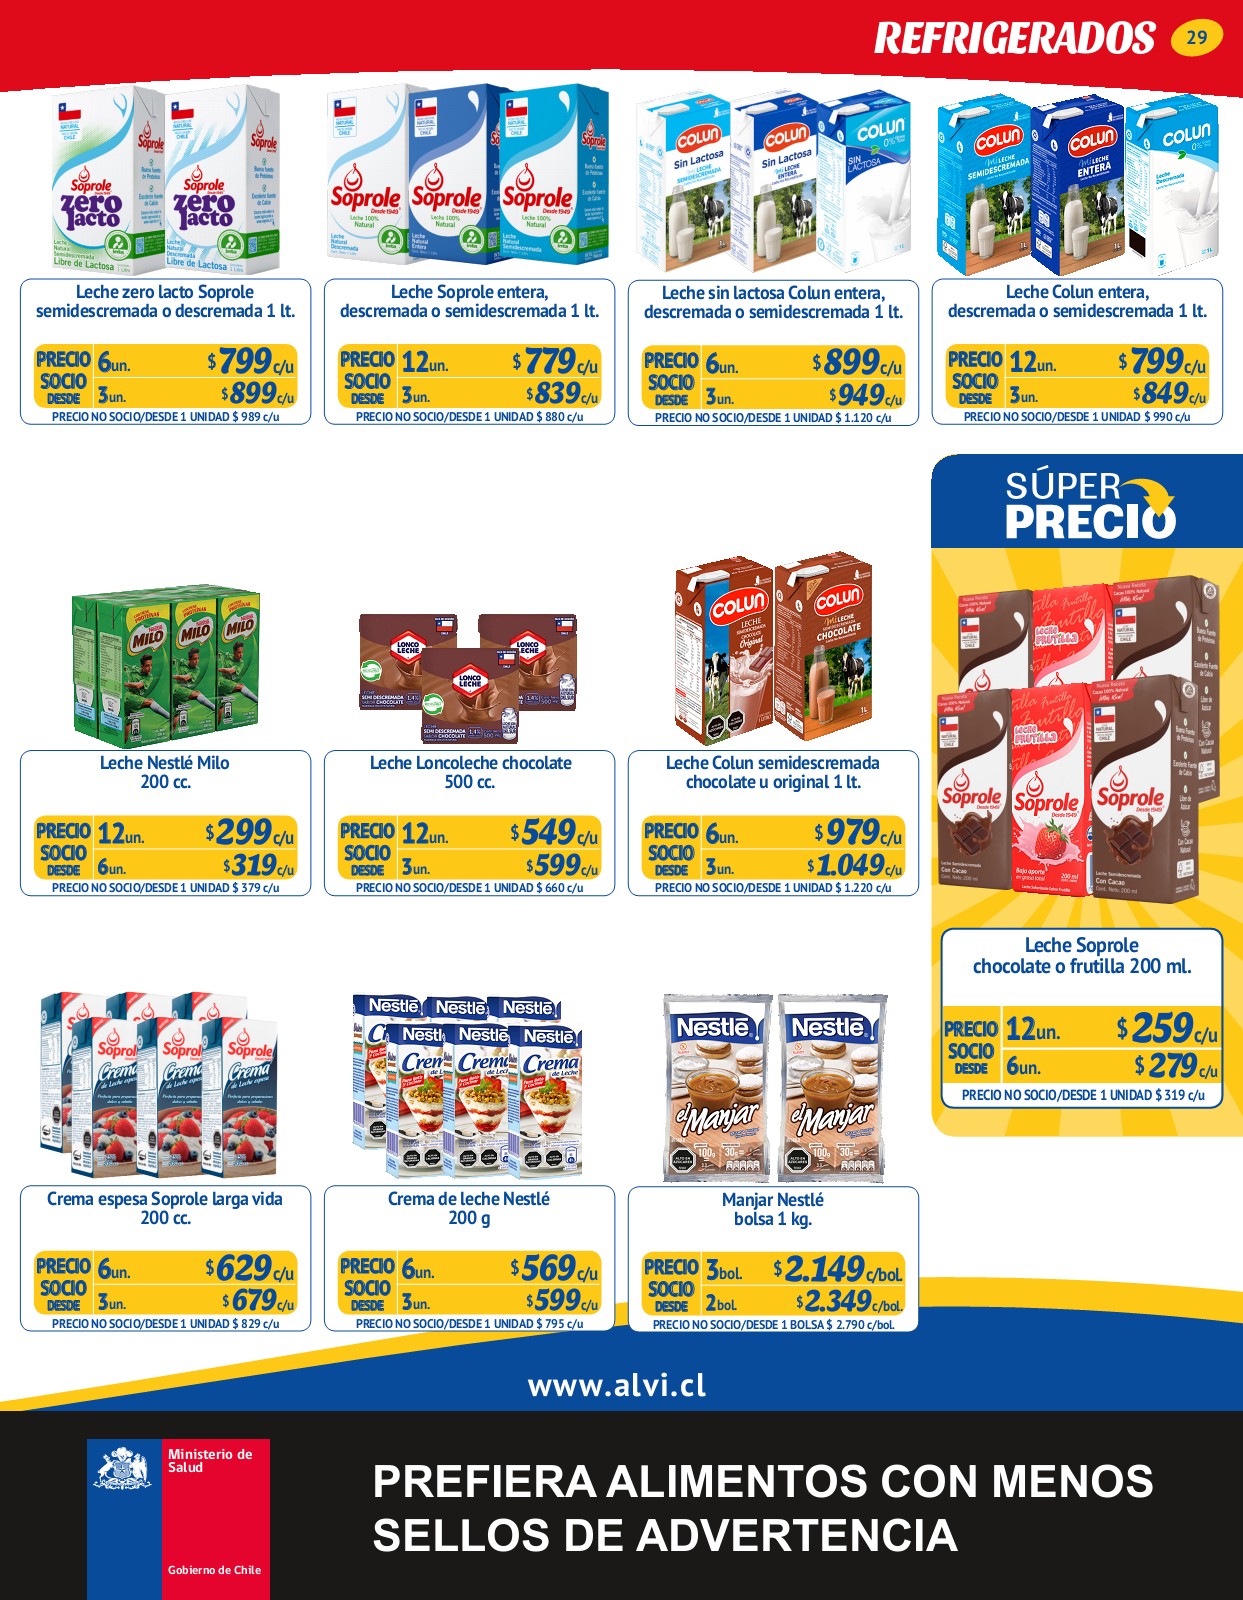 REFRIGERADOS 29
Leche zero lacto Soprole
semidescremada o descremada 1 lt.
PRECIO SOCIO DESDE
6un. $799c/u
3un. $899c/u
PRECIO NO SOCIO/DESDE 1 UNIDAD $ 989 c/u
Leche Soprole entera,
descremada o semidescremada 1 lt.
PRECIO SOCIO DESDE
12un. $779c/u
3un. $839c/u
PRECIO NO SOCIO/DESDE 1 UNIDAD $ 880 c/u
Leche sin lactosa Colun entera,
descremada o semidescremada 1 lt.
PRECIO SOCIO DESDE
6un. $899c/u
3un. $949c/u
PRECIO NO SOCIO/DESDE 1 UNIDAD $ 1.120 c/u
Leche Colun entera,
descremada o semidescremada 1 lt.
PRECIO SOCIO DESDE
12un. $799c/u
3un. $849c/u
PRECIO NO SOCIO/DESDE 1 UNIDAD $ 990 c/u
Leche Nestlé Milo
200 cc.
PRECIO SOCIO DESDE
12un. $299c/u
6un. $319c/u
PRECIO NO SOCIO/DESDE 1 UNIDAD $ 379 c/u
Leche Loncoleche chocolate
500 cc.
PRECIO SOCIO DESDE
12un. $549c/u
3un. $599c/u
PRECIO NO SOCIO/DESDE 1 UNIDAD $ 660 c/u
Leche Colun semidescremada
chocolate u original 1 lt.
PRECIO SOCIO DESDE
6un. $979c/u
3un. $1.049c/u
PRECIO NO SOCIO/DESDE 1 UNIDAD $ 1.220 c/u
SÚPER
PRECIO
Leche Soprole
chocolate o frutilla 200 ml.
PRECIO SOCIO DESDE
12un. $259c/u
6un. $279c/u
PRECIO NO SOCIO/DESDE 1 UNIDAD $ 319 c/u
Crema espesa Soprole larga vida
200 cc.
PRECIO SOCIO DESDE
6un. $629c/u
3un. $679c/u
PRECIO NO SOCIO/DESDE 1 UNIDAD $ 829 c/u
Crema de leche Nestlé
200 g
PRECIO SOCIO DESDE
6un. $569c/u
3un. $599c/u
PRECIO NO SOCIO/DESDE 1 UNIDAD $ 795 c/u
Manjar Nestlé
bolsa 1 kg.
PRECIO SOCIO DESDE
3bol. $2.149c/bol.
2bol. $2.349c/bol.
PRECIO NO SOCIO/DESDE 1 BOLSA $ 2.790 c/bol.
www.alvi.cl
Ministerio de
Salud
Gobierno de Chile
PREFIERA ALIMENTOS CON MENOS
SELLOS DE ADVERTENCIA